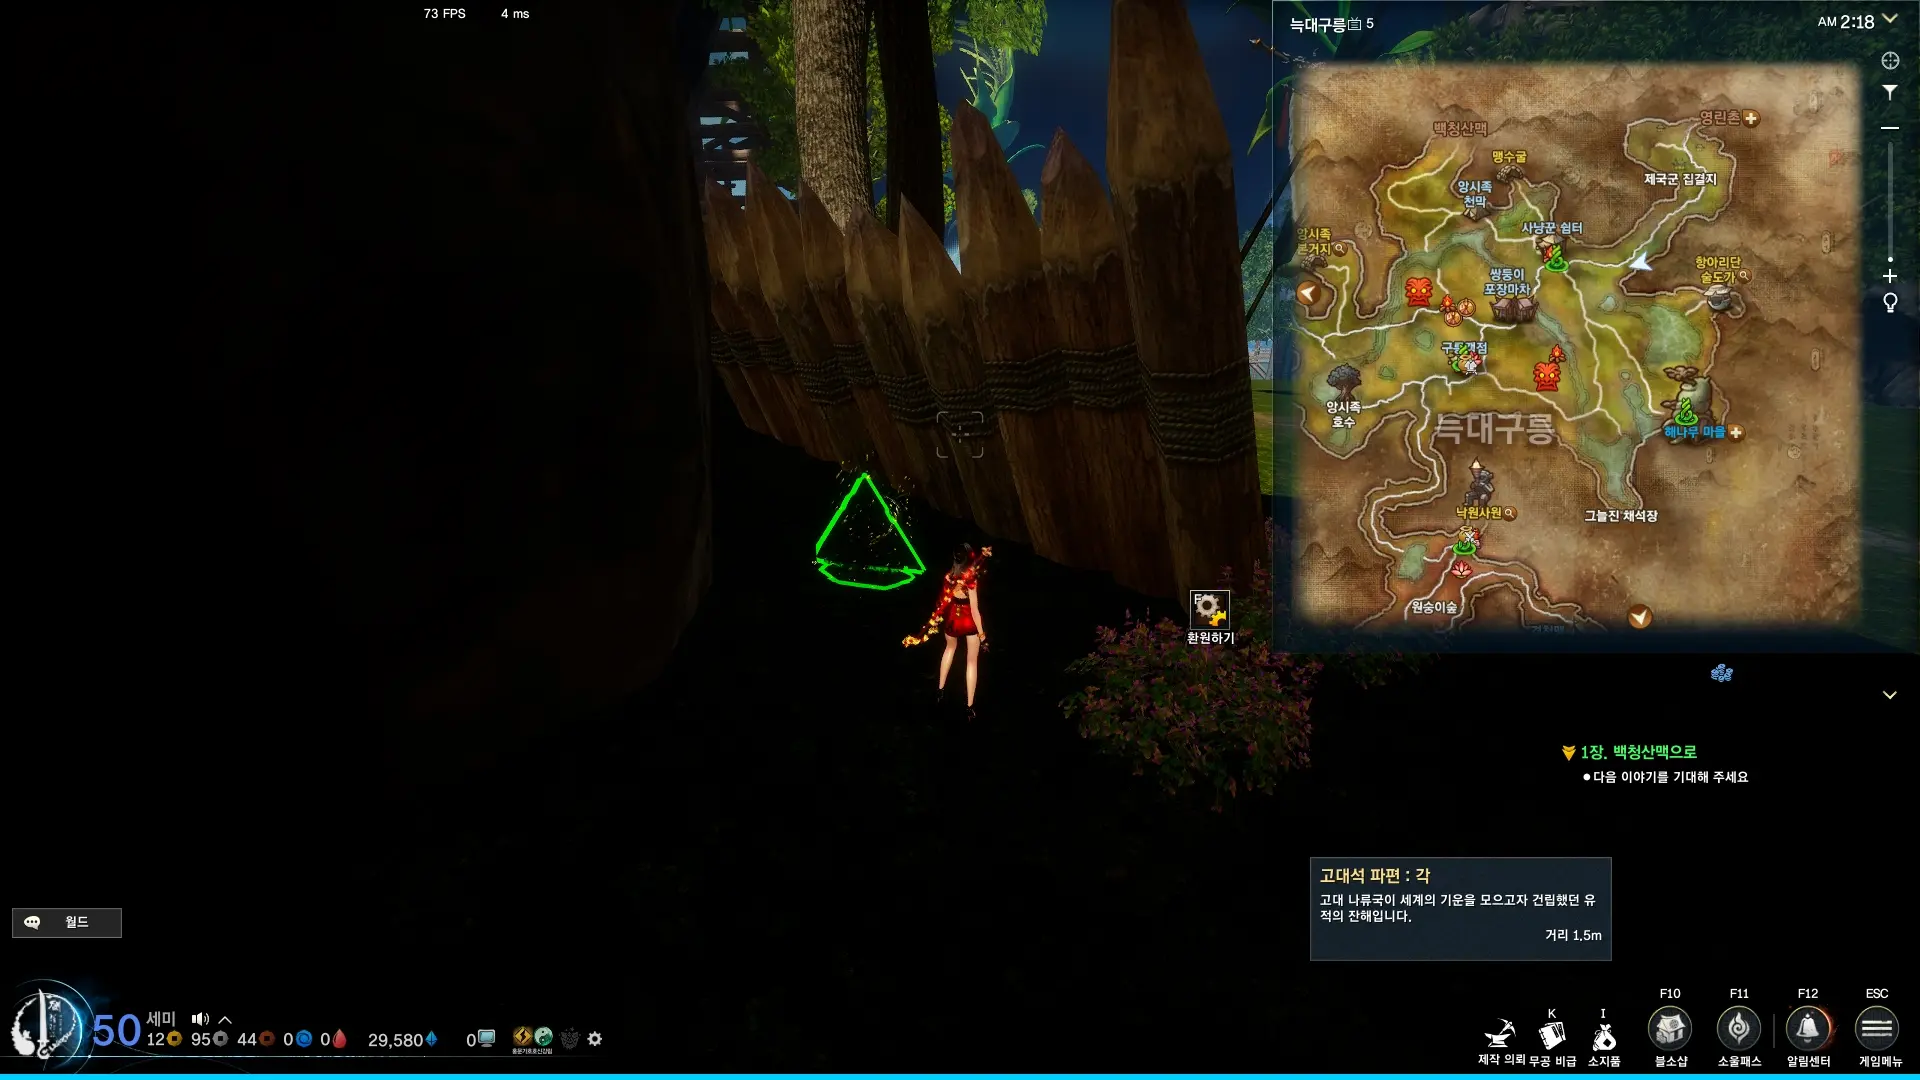 73 FPS 4 ms
늑대구릉 5
AM 2:18
백청산맥
영린촌
맹수굴
제국군 집결지
앙시족
천막
사냥꾼 쉼터
앙시족
본거지
항아리단
술도가
쌍둥이
포장마차
앙시족
호수
늑대구릉
해나무 마을
낙원사원
그늘진 채석장
원숭이숲
F
환원하기
1장. 백청산맥으로
다음 이야기를 기대해 주세요
고대석 파편 : 각
고대 나류국이 세계의 기운을 모으고자 건립했던 유
적의 잔해입니다.
거리 1.5m
월드
50 세미
12 95 44 0 0 29,580 0
K I F10 F11 F12 ESC
제작 의뢰 무공 비급 소지품 블소샵 소울패스 알림센터 게임메뉴